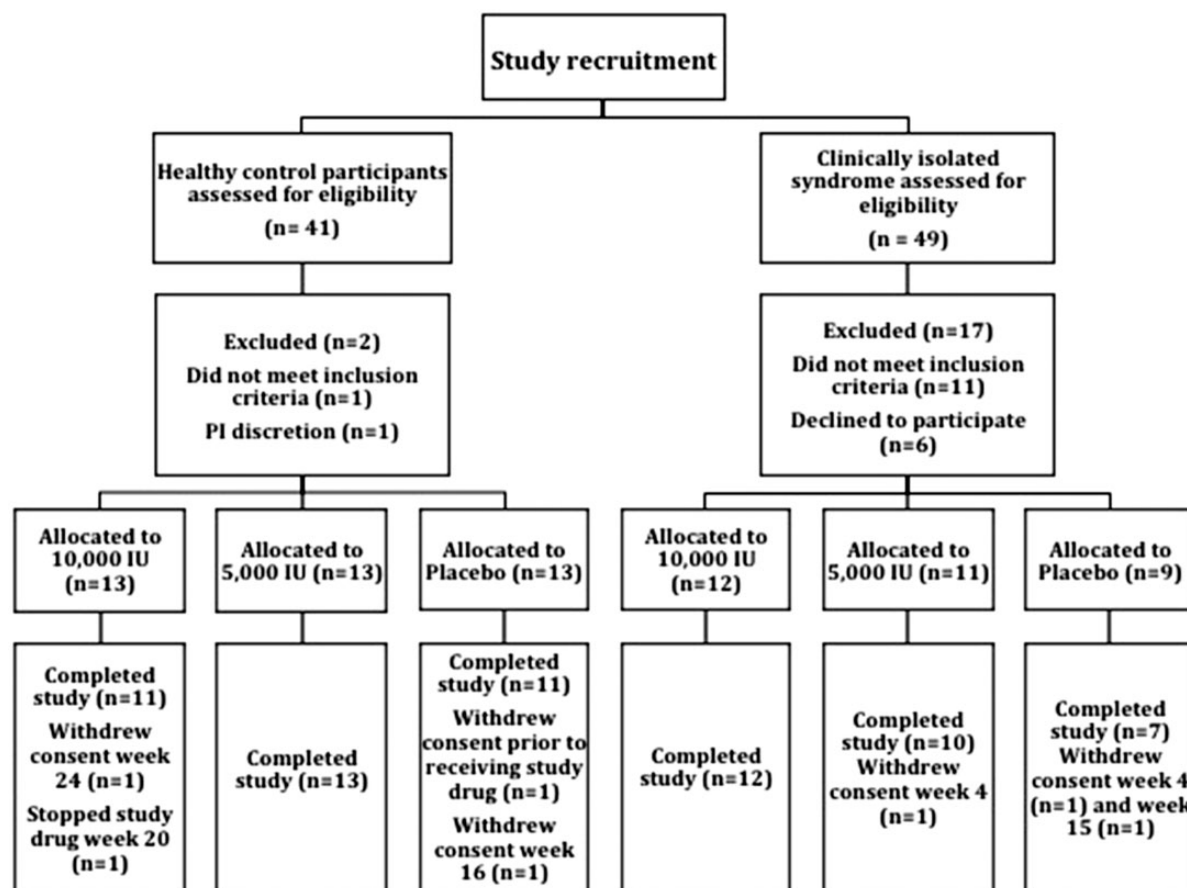 Study recruitment
Healthy control participants
assessed for eligibility
(n= 41)
Clinically isolated
syndrome assessed for
eligibility
(n = 49)
Excluded (n=2)
Did not meet inclusion
criteria (n=1)
PI discretion (n=1)
Excluded (n=17)
Did not meet inclusion
criteria (n=11)
Declined to participate
(n=6)
Allocated to
10,000 IU
(n=13)
Allocated to
5,000 IU (n=13)
Allocated to
Placebo (n=13)
Allocated to
10,000 IU
(n=12)
Allocated to
5,000 IU (n=11)
Allocated to
Placebo (n=9)
Completed
study (n=11)
Withdrew
consent week
24 (n=1)
Stopped study
drug week 20
(n=1)
Completed
study (n=13)
Completed
study (n=11)
Withdrew
consent prior to
receiving study
drug (n=1)
Withdrew
consent week
16 (n=1)
Completed
study (n=12)
Completed
study (n=10)
Withdrew
consent week 4
(n=1)
Completed
study (n=7)
Withdrew
consent week 4
(n=1) and week
15 (n=1)